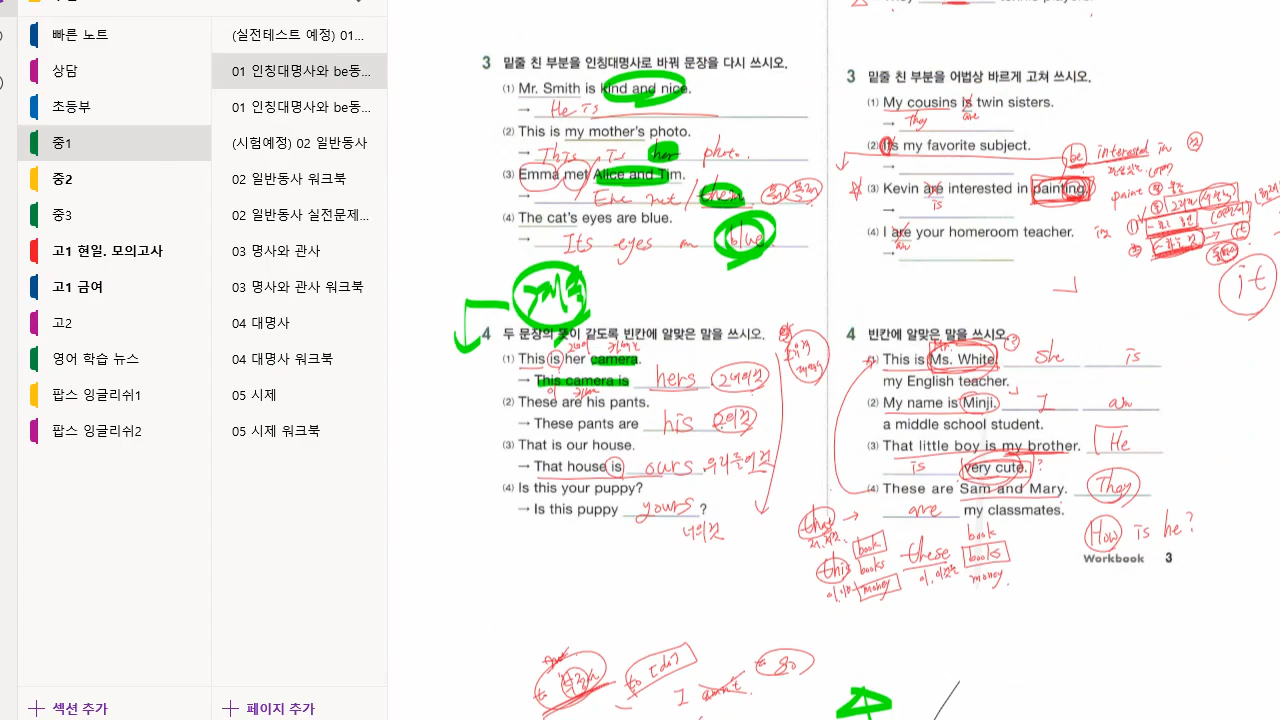 빠른 노트
상담
초등부
중1
중2
중3
고1 현일. 모의고사
고1 금여
고2
영어 학습 뉴스
팝스 잉글리쉬1
팝스 잉글리쉬2
섹션 추가
(실전테스트 예정) 01...
01 인칭대명사와 be동...
01 인칭대명사와 be동...
(시험예정) 02 일반동사
02 일반동사 워크북
02 일반동사 실전문제...
03 명사와 관사
03 명사와 관사 워크북
04 대명사
04 대명사 워크북
05 시제
05 시제 워크북
페이지 추가
3 밑줄 친 부분을 인칭대명사로 바꿔 문장을 다시 쓰시오.
(1) Mr. Smith is kind and nice.
→ He is
(2) This is my mother's photo.
→ This is her photo.
(3) Emma met Alice and Tim.
→ met / them
(4) The cat's eyes are blue.
→ Its eyes blue
4 두 문장의 뜻이 같도록 빈칸에 알맞은 말을 쓰시오.
(1) This is her camera.
→ This camera is hers 그녀의것
(2) These are his pants.
→ These pants are his 그의것
(3) That is our house.
→ That house is ours 우리들의것
(4) Is this your puppy?
→ Is this puppy yours ?
너의것
3 밑줄 친 부분을 어법상 바르게 고쳐 쓰시오.
(1) My cousins is twin sisters.
→ They are
(2) It's my favorite subject.
→
be interested in
(3) Kevin are interested in painting.
→ is
(4) I are your homeroom teacher.
→ am
it
4 빈칸에 알맞은 말을 쓰시오.
(1) This is Ms. White. she is
my English teacher.
(2) My name is Minji. I am
a middle school student.
(3) That little boy is my brother. He
is very cute. ?
(4) These are Sam and Mary. They
are my classmates.
How is he?
that →
this book books money
these book books money
Workbook 3
to [do]
I
to go